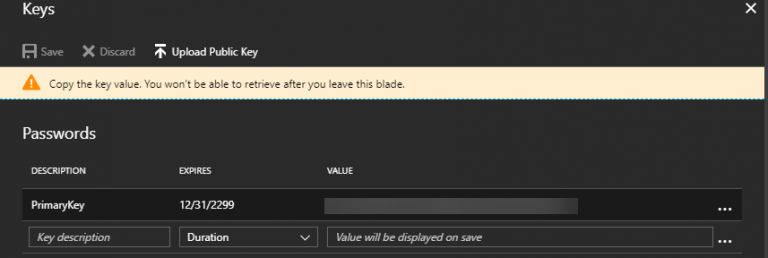 Keys
Save Discard Upload Public Key
Copy the key value. You won't be able to retrieve after you leave this blade.
Passwords
DESCRIPTION EXPIRES VALUE
PrimaryKey 12/31/2299
Key description Duration Value will be displayed on save